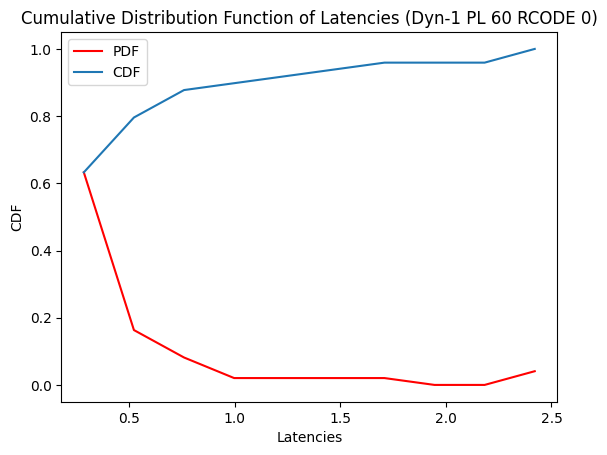 Cumulative Distribution Function of Latencies (Dyn-1 PL 60 RCODE 0)
PDF
CDF
1.0
0.8
0.6
0.4
0.2
0.0
CDF
0.5
1.0
1.5
2.0
2.5
Latencies